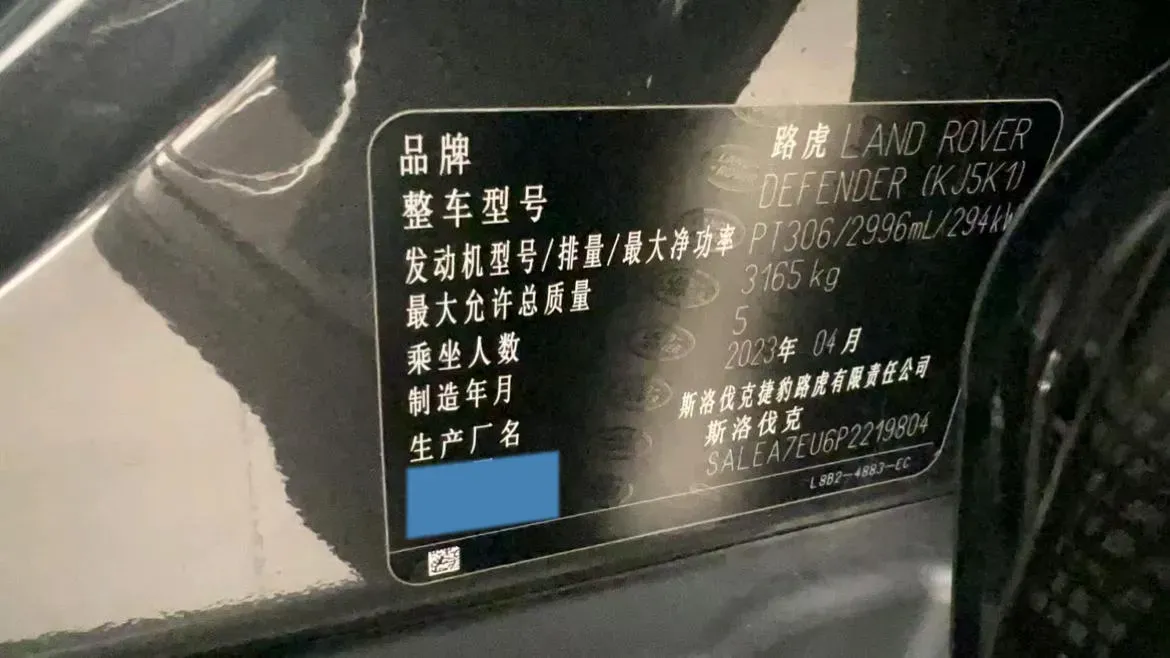 品牌 路虎 LAND ROVER
整车型号 DEFENDER (KJ5K1)
发动机型号/排量/最大净功率 PT306/2996mL/294kW
最大允许总质量 3165 kg
乘坐人数 5
制造年月 2023年 04月
生产厂名 斯洛伐克捷豹路虎有限责任公司
斯洛伐克
SALEA7EU6P2219804
L8B2-4883-EC